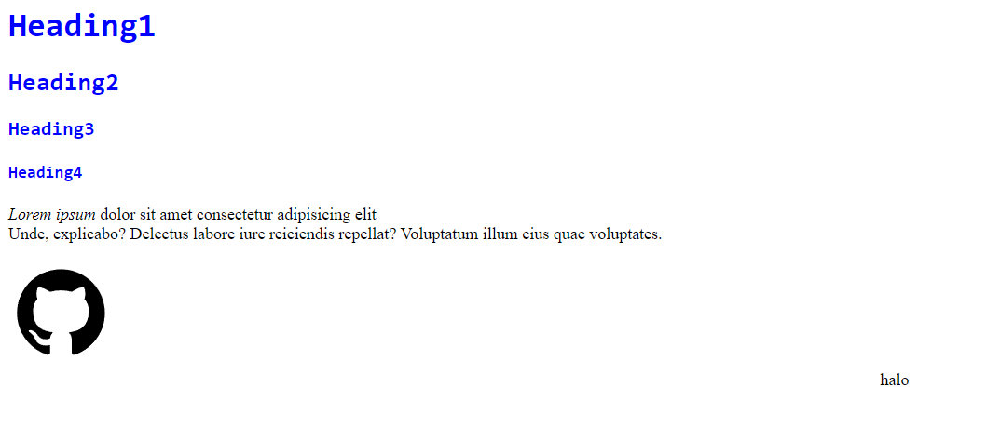 Heading1
Heading2
Heading3
Heading4
Lorem ipsum dolor sit amet consectetur adipisicing elit
Unde, explicabo? Delectus labore iure reiciendis repellat? Voluptatum illum eius quae voluptates.
halo